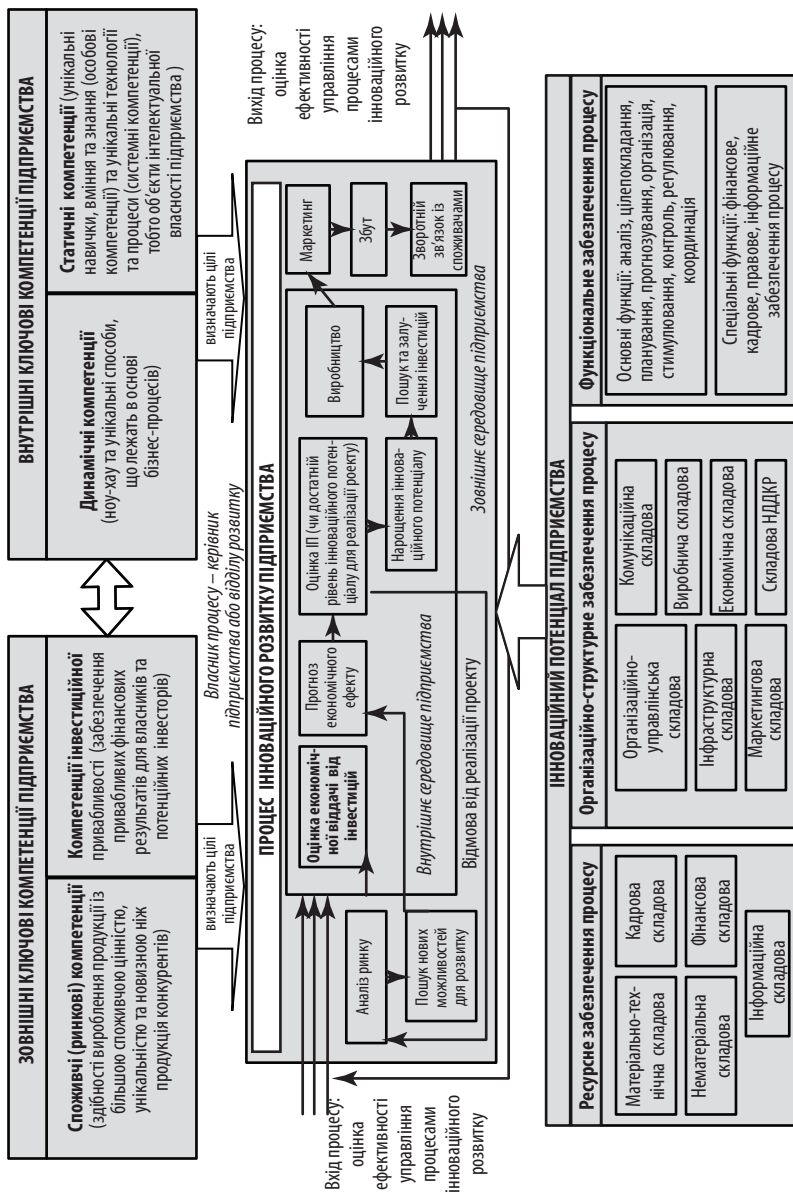 ЗОВНІШНІ КЛЮЧОВІ КОМПЕТЕНЦІЇ ПІДПРИЄМСТВА
Споживчі (ринкові) компетенції
(здібності вироблення продукції із
більшою споживчою цінністю,
унікальністю та новизною ніж
продукція конкурентів)
Компетенції інвестиційної
привабливості (забезпечення
привабливих фінансових
результатів для власників та
потенційних інвесторів)
ВНУТРІШНІ КЛЮЧОВІ КОМПЕТЕНЦІЇ ПІДПРИЄМСТВА
Динамічні компетенції
(ноу-хау та унікальні способи,
що лежать в основі
бізнес-процесів)
Статичні компетенції (унікальні
навички, вміння та знання (особові
компетенції) та унікальні технології
та процеси (системні компетенції),
тобто об'єкти інтелектуальної
власності підприємства )
визначають цілі
підприємства
Власник процесу – керівник
підприємства або відділу розвитку
визначають цілі
підприємства
Вхід процесу:
оцінка
ефективності
управління
процесами
інноваційного
розвитку
ПРОЦЕС ІННОВАЦІЙНОГО РОЗВИТКУ ПІДПРИЄМСТВА
Аналіз ринку
Пошук нових
можливостей
для розвитку
Оцінка економіч-
ної віддачі від
інвестицій
Прогноз
економічного
ефекту
Оцінка ІП (чи достатній
рівень інноваційного потен-
ціалу для реалізації роекту)
Нарощення іннова-
ційного потенціалу
Виробництво
Пошук та залу-
чення інвестицій
Маркетинг
Збут
Зворотній
зв'язок із
споживачами
Внутрішнє середовище підприємства
Відмова від реалізації проекту
Зовнішнє середовище підприємства
Вихід процесу:
оцінка
ефективності
управління
процесами
інноваційного
розвитку
ІННОВАЦІЙНИЙ ПОТЕНЦІАЛ ПІДПРИЄМСТВА
Ресурсне забезпечення процесу
Матеріально-тех-
нічна складова
Кадрова
складова
Нематеріальна
складова
Фінансова
складова
Інформаційна
складова
Організаційно-структурне забезпечення процесу
Організаційно-
управлінська
складова
Комунікаційна
складова
Інфраструктурна
складова
Виробнича складова
Економічна складова
Маркетингова
складова
Складова НДДКР
Функціональне забезпечення процесу
Основні функції: аналіз, цілепокладання,
планування, прогнозування, організація,
стимулювання, контроль, регулювання,
координація
Спеціальні функції: фінансове,
кадрове, правове, інформаційне
забезпечення процесу